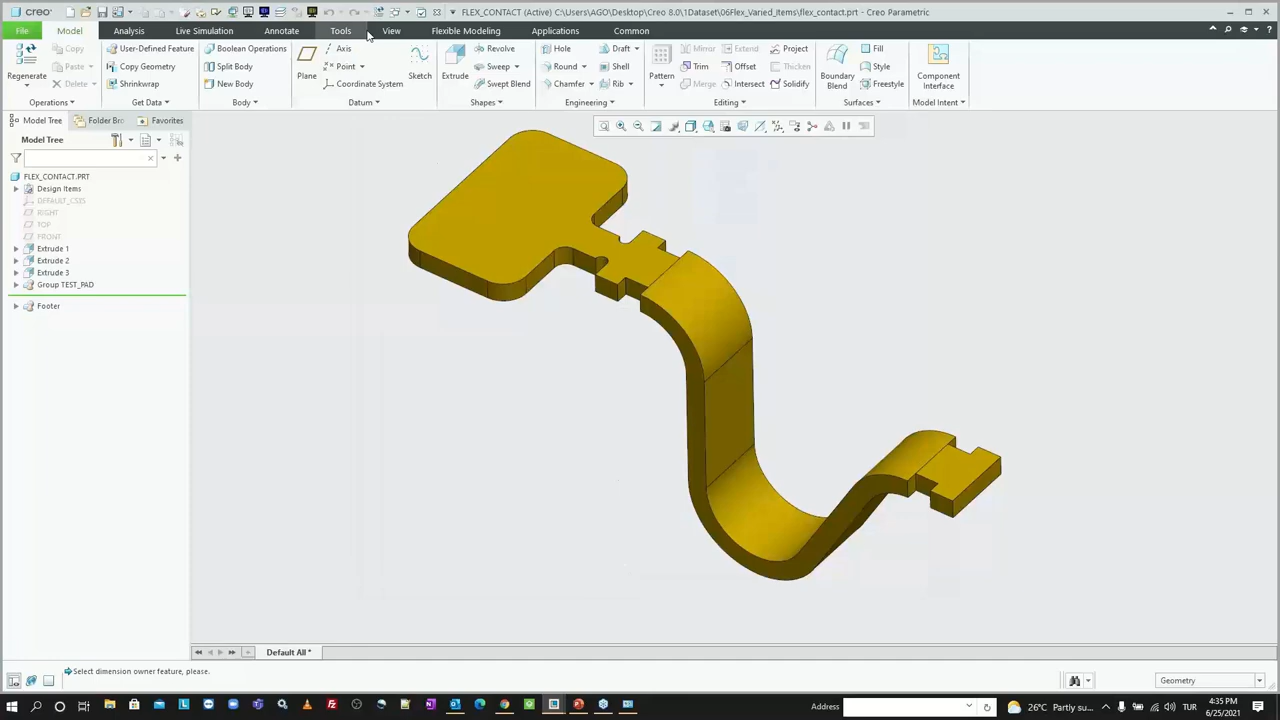 creo
FLEX_CONTACT (Active) C:\Users\AGO\Desktop\Creo 8.0\1Dataset\06Flex_Varied_items\flex_contact.prt - Creo Parametric
File Model Analysis Live Simulation Annotate Tools View Flexible Modeling Applications Common
Regenerate
Copy
Paste
Delete
Operations
User-Defined Feature
Copy Geometry
Shrinkwrap
Get Data
Boolean Operations
Split Body
New Body
Body
Plane
Axis
Point
Coordinate System
Sketch
Datum
Extrude
Revolve
Sweep
Swept Blend
Shapes
Hole
Round
Chamfer
Draft
Shell
Rib
Engineering
Pattern
Mirror
Trim
Merge
Extend
Offset
Intersect
Project
Thicken
Solidify
Editing
Boundary Blend
Fill
Style
Freestyle
Surfaces
Component Interface
Model Intent
Model Tree Folder Bro Favorites
Model Tree
FLEX_CONTACT.PRT
Design Items
DEFAULT_CSYS
RIGHT
TOP
FRONT
Extrude 1
Extrude 2
Extrude 3
Group TEST_PAD
Footer
Default All *
Select dimension owner feature, please.
Geometry
Address
26°C Partly su...
TUR
4:35 PM
6/25/2021